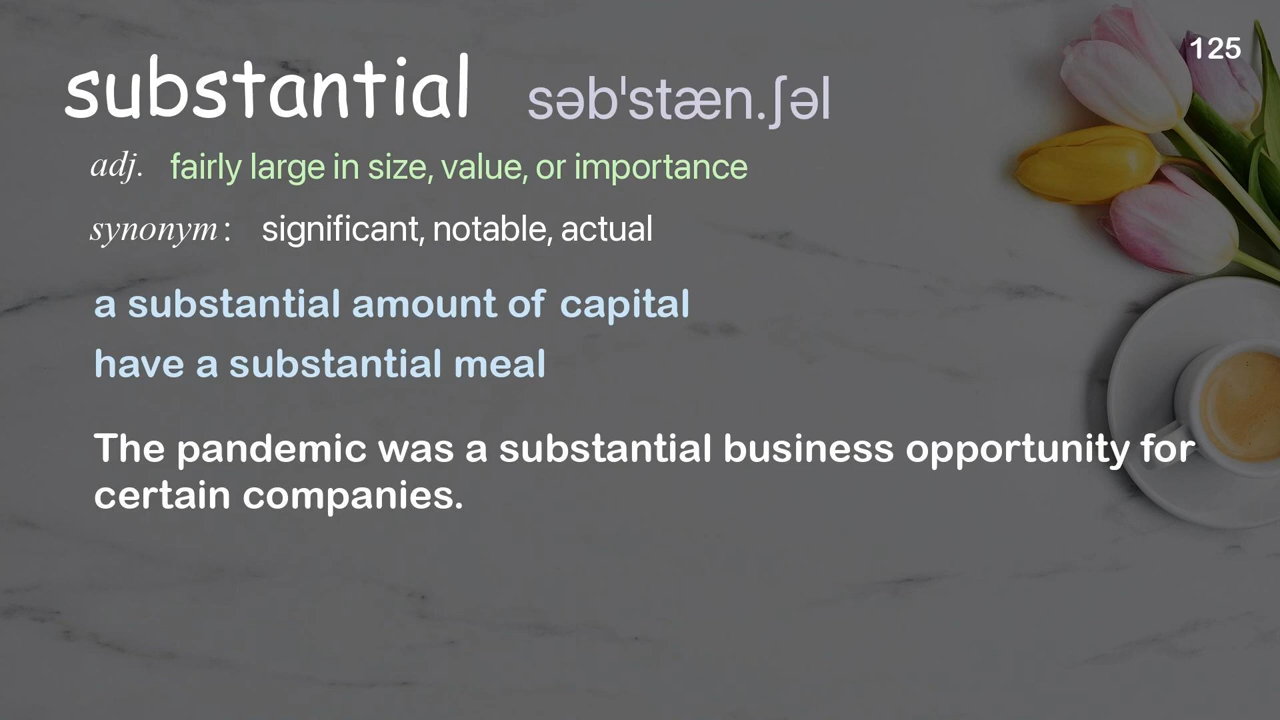 125
substantial səb'stæn.ʃəl
adj. fairly large in size, value, or importance
synonym: significant, notable, actual
a substantial amount of capital
have a substantial meal
The pandemic was a substantial business opportunity for
certain companies.